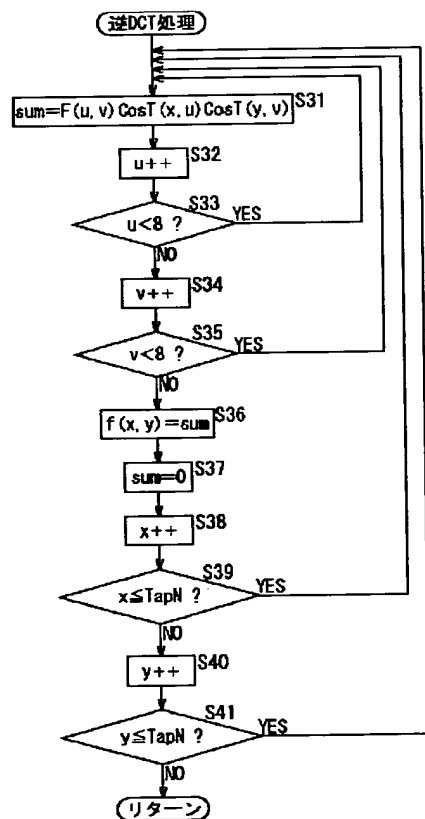 逆DCT処理
S31
sum=F(u,v)CosT(x,u)CosT(y,v)
S32
u++
S33
u<8 ?
YES
NO
S34
v++
S35
v<8 ?
YES
NO
S36
f(x,y)=sum
S37
sum=0
S38
x++
S39
x≦TapN ?
YES
NO
S40
y++
S41
y≦TapN ?
YES
NO
リターン